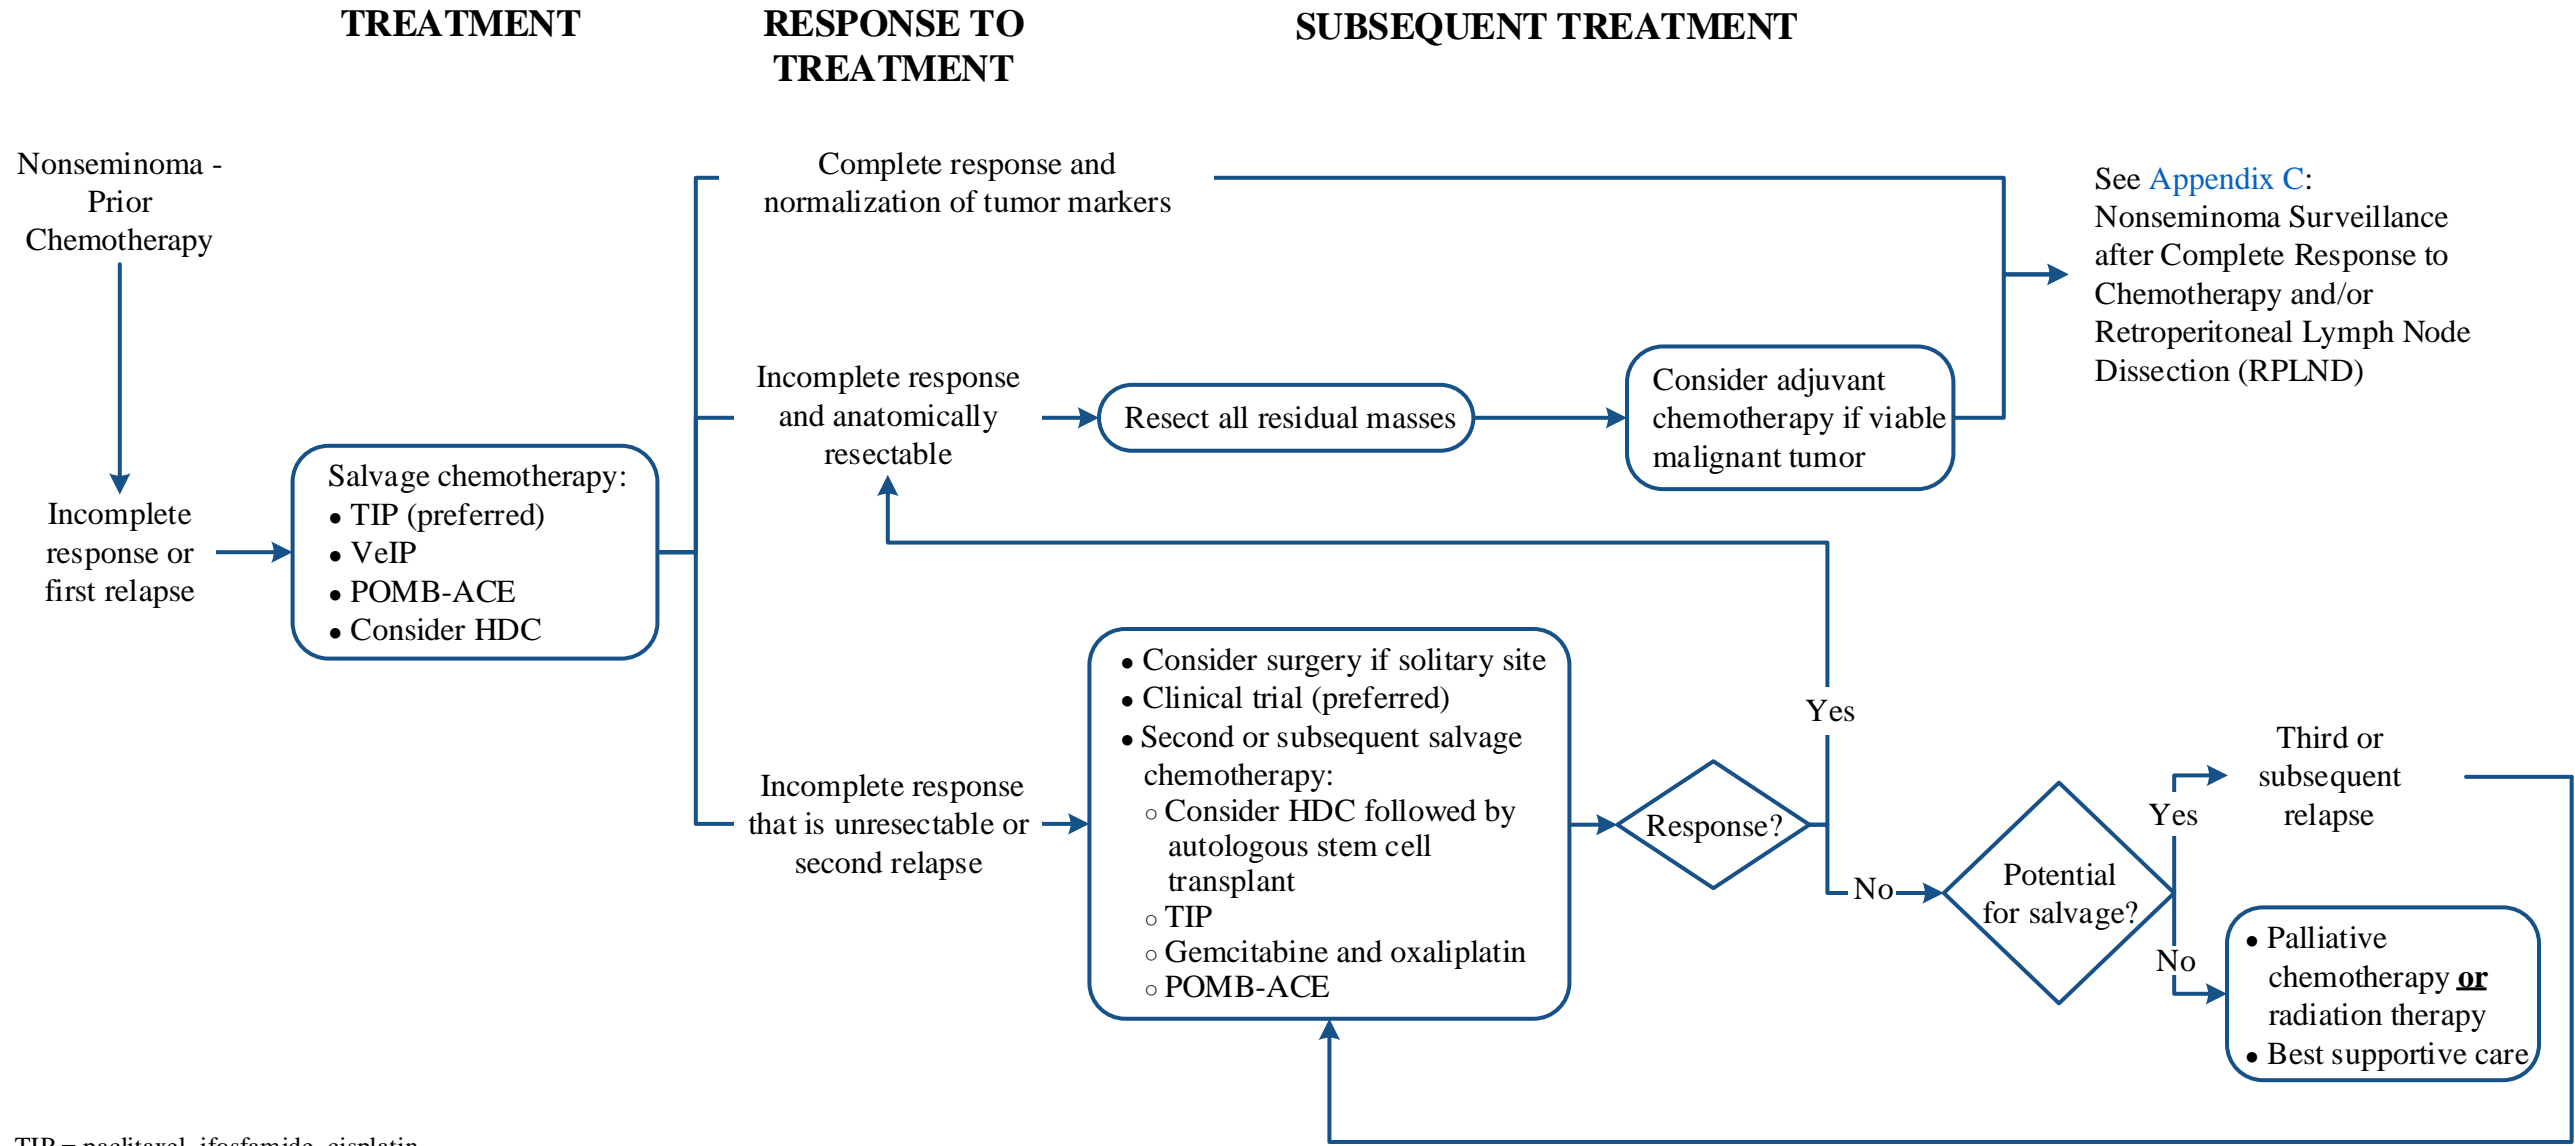 TREATMENT
RESPONSE TO
TREATMENT
SUBSEQUENT TREATMENT
Nonseminoma -
Prior
Chemotherapy
Incomplete
response or
first relapse
Salvage chemotherapy:
● TIP (preferred)
● VeIP
● POMB-ACE
● Consider HDC
Complete response and
normalization of tumor markers
Incomplete response
and anatomically
resectable
Resect all residual masses
Consider adjuvant
chemotherapy if viable
malignant tumor
See Appendix C:
Nonseminoma Surveillance
after Complete Response to
Chemotherapy and/or
Retroperitoneal Lymph Node
Dissection (RPLND)
Incomplete response
that is unresectable or
second relapse
● Consider surgery if solitary site
● Clinical trial (preferred)
● Second or subsequent salvage
chemotherapy:
○ Consider HDC followed by
autologous stem cell
transplant
○ TIP
○ Gemcitabine and oxaliplatin
○ POMB-ACE
Response?
Yes
No
Potential
for salvage?
Yes
Third or
subsequent
relapse
No
● Palliative
chemotherapy or
radiation therapy
● Best supportive care
TIP = paclitaxel, ifosfamide, cisplatin